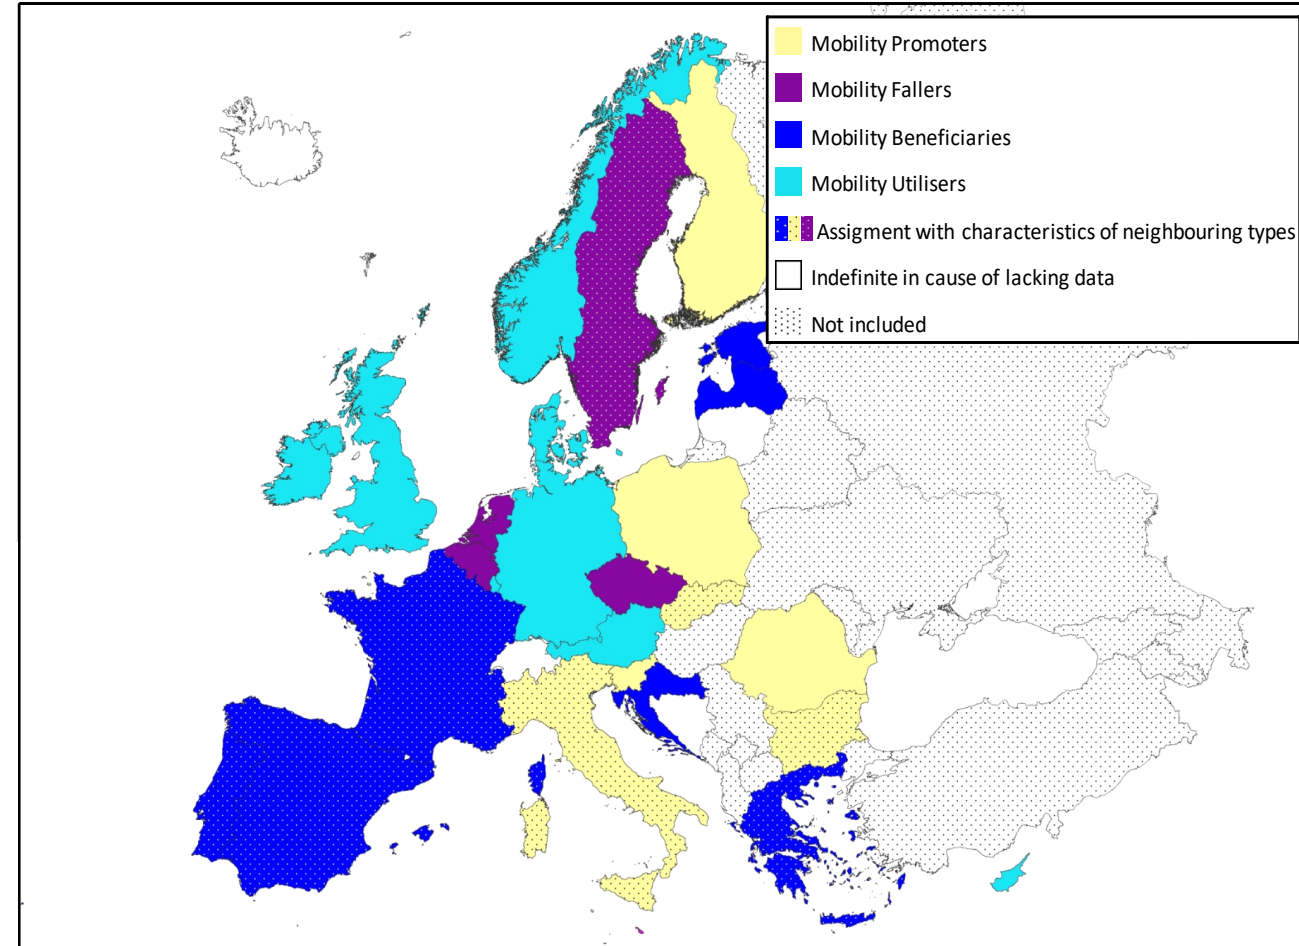 Mobility Promoters
Mobility Fallers
Mobility Beneficiaries
Mobility Utilisers
Assigment with characteristics of neighbouring types
Indefinite in cause of lacking data
Not included